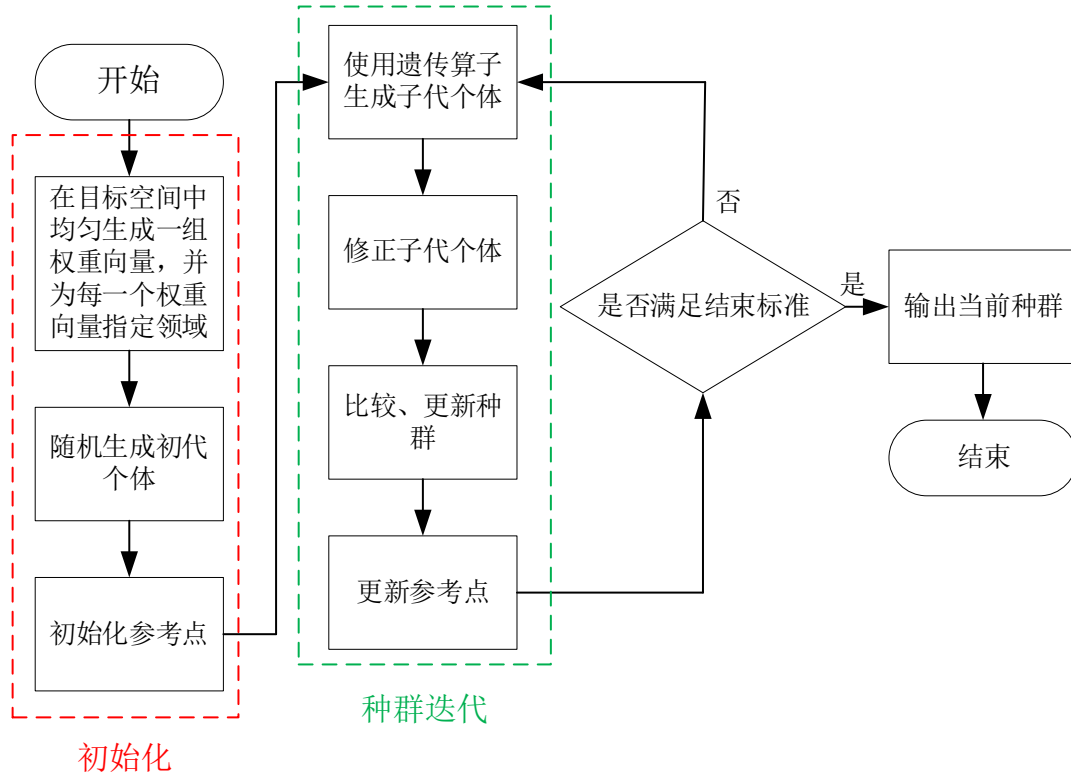 开始
在目标空间中
均匀生成一组
权重向量，并
为每一个权重
向量指定领域
随机生成初代
个体
初始化参考点
初始化
使用遗传算子
生成子代个体
修正子代个体
比较、更新种
群
更新参考点
种群迭代
否
是否满足结束标准
是
输出当前种群
结束